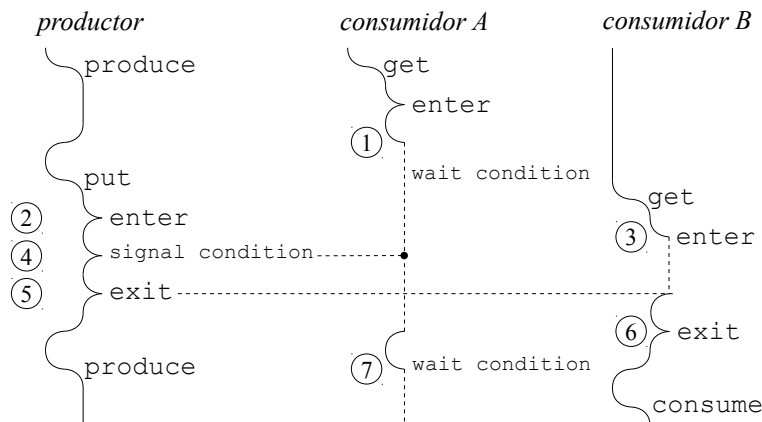 productor consumidor A consumidor B
produce get
enter
1
wait condition
put get
2 enter 3 enter
4 signal condition
5 exit
6 exit
produce 7 wait condition
consume